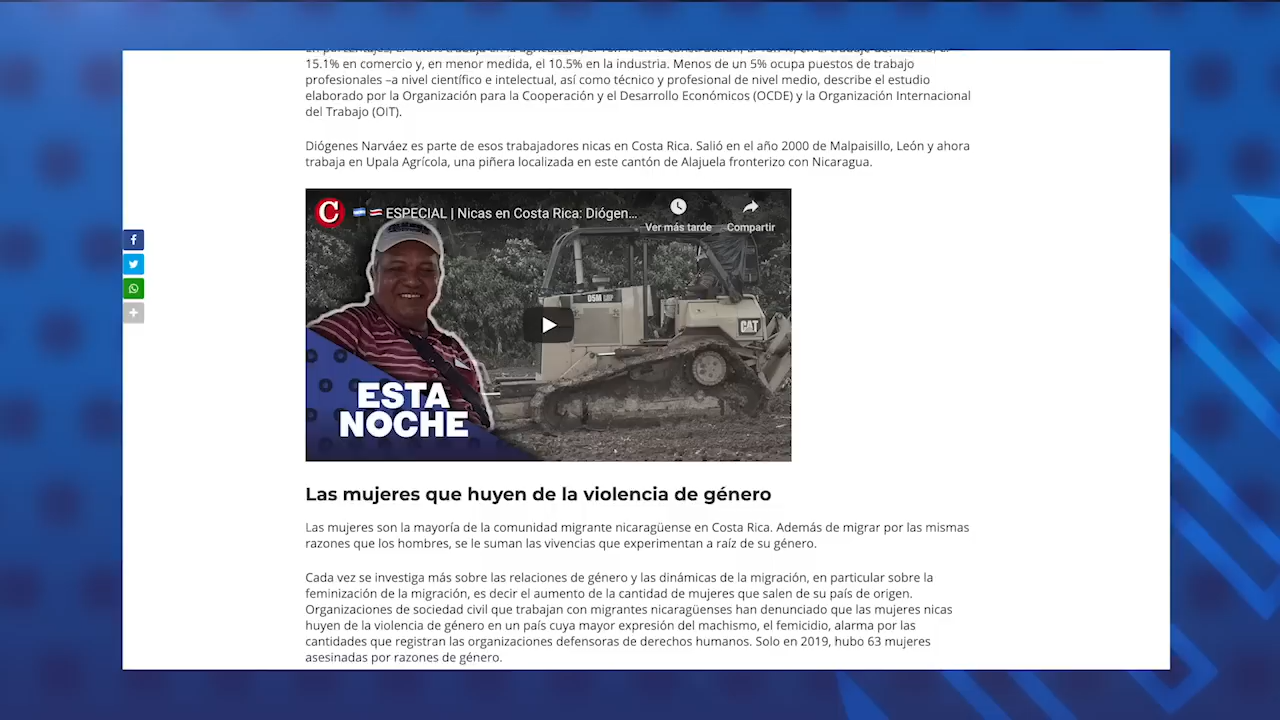 15.1% en comercio y, en menor medida, el 10.5% en la industria. Menos de un 5% ocupa puestos de trabajo
profesionales –a nivel científico e intelectual, así como técnico y profesional de nivel medio, describe el estudio
elaborado por la Organización para la Cooperación y el Desarrollo Económicos (OCDE) y la Organización Internacional
del Trabajo (OIT).
Diógenes Narváez es parte de esos trabajadores nicas en Costa Rica. Salió en el año 2000 de Malpaisillo, León y ahora
trabaja en Upala Agrícola, una piñera localizada en este cantón de Alajuela fronterizo con Nicaragua.
C ESPECIAL | Nicas en Costa Rica: Diógen...
Ver más tarde Compartir
D5M LGP
CAT
ESTA
NOCHE
Las mujeres que huyen de la violencia de género
Las mujeres son la mayoría de la comunidad migrante nicaragüense en Costa Rica. Además de migrar por las mismas
razones que los hombres, se le suman las vivencias que experimentan a raíz de su género.
Cada vez se investiga más sobre las relaciones de género y las dinámicas de la migración, en particular sobre la
feminización de la migración, es decir el aumento de la cantidad de mujeres que salen de su país de origen.
Organizaciones de sociedad civil que trabajan con migrantes nicaragüenses han denunciado que las mujeres nicas
huyen de la violencia de género en un país cuya mayor expresión del machismo, el femicidio, alarma por las
cantidades que registran las organizaciones defensoras de derechos humanos. Solo en 2019, hubo 63 mujeres
asesinadas por razones de género.